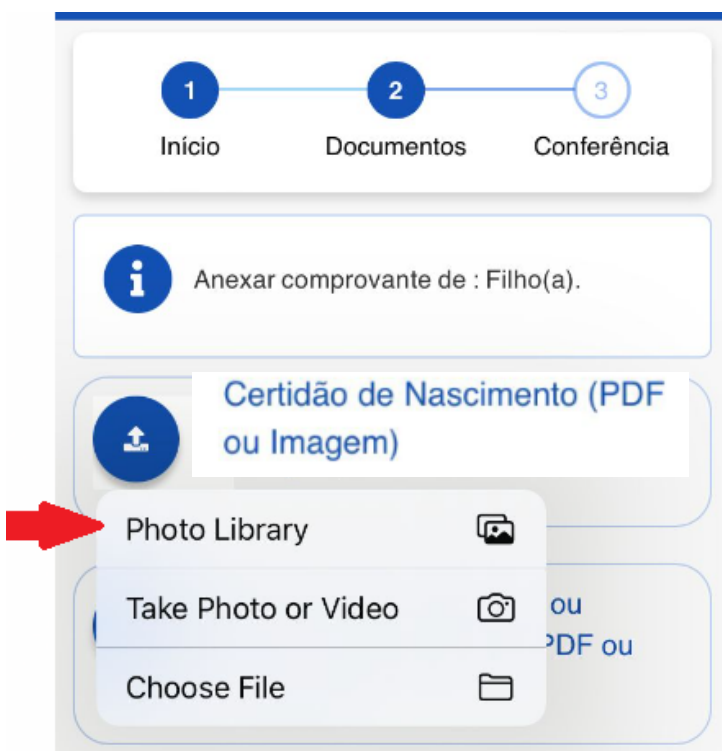 1
2
3
Início
Documentos
Conferência
Anexar comprovante de : Filho(a).
Certidão de Nascimento (PDF
ou Imagem)
Photo Library
Take Photo or Video
ou
PDF ou
Choose File